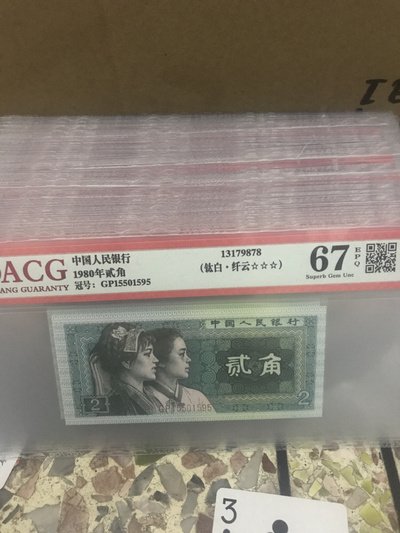 ACG
ANG GUARANTY
中国人民银行
1980年贰角
冠号: GP15501595
13179878
(钛白·纤云☆☆☆)
67
EPQ
Superb Gem Unc
中国人民银行
贰角
GP15501595
2
2
3